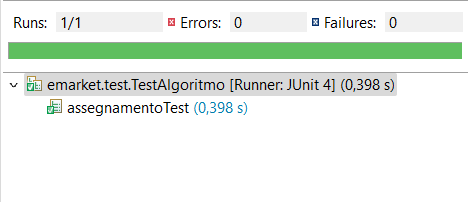 Runs: 1/1 Errors: 0 Failures: 0
emarket.test.TestAlgoritmo [Runner: JUnit 4] (0,398 s)
assegnamentoTest (0,398 s)